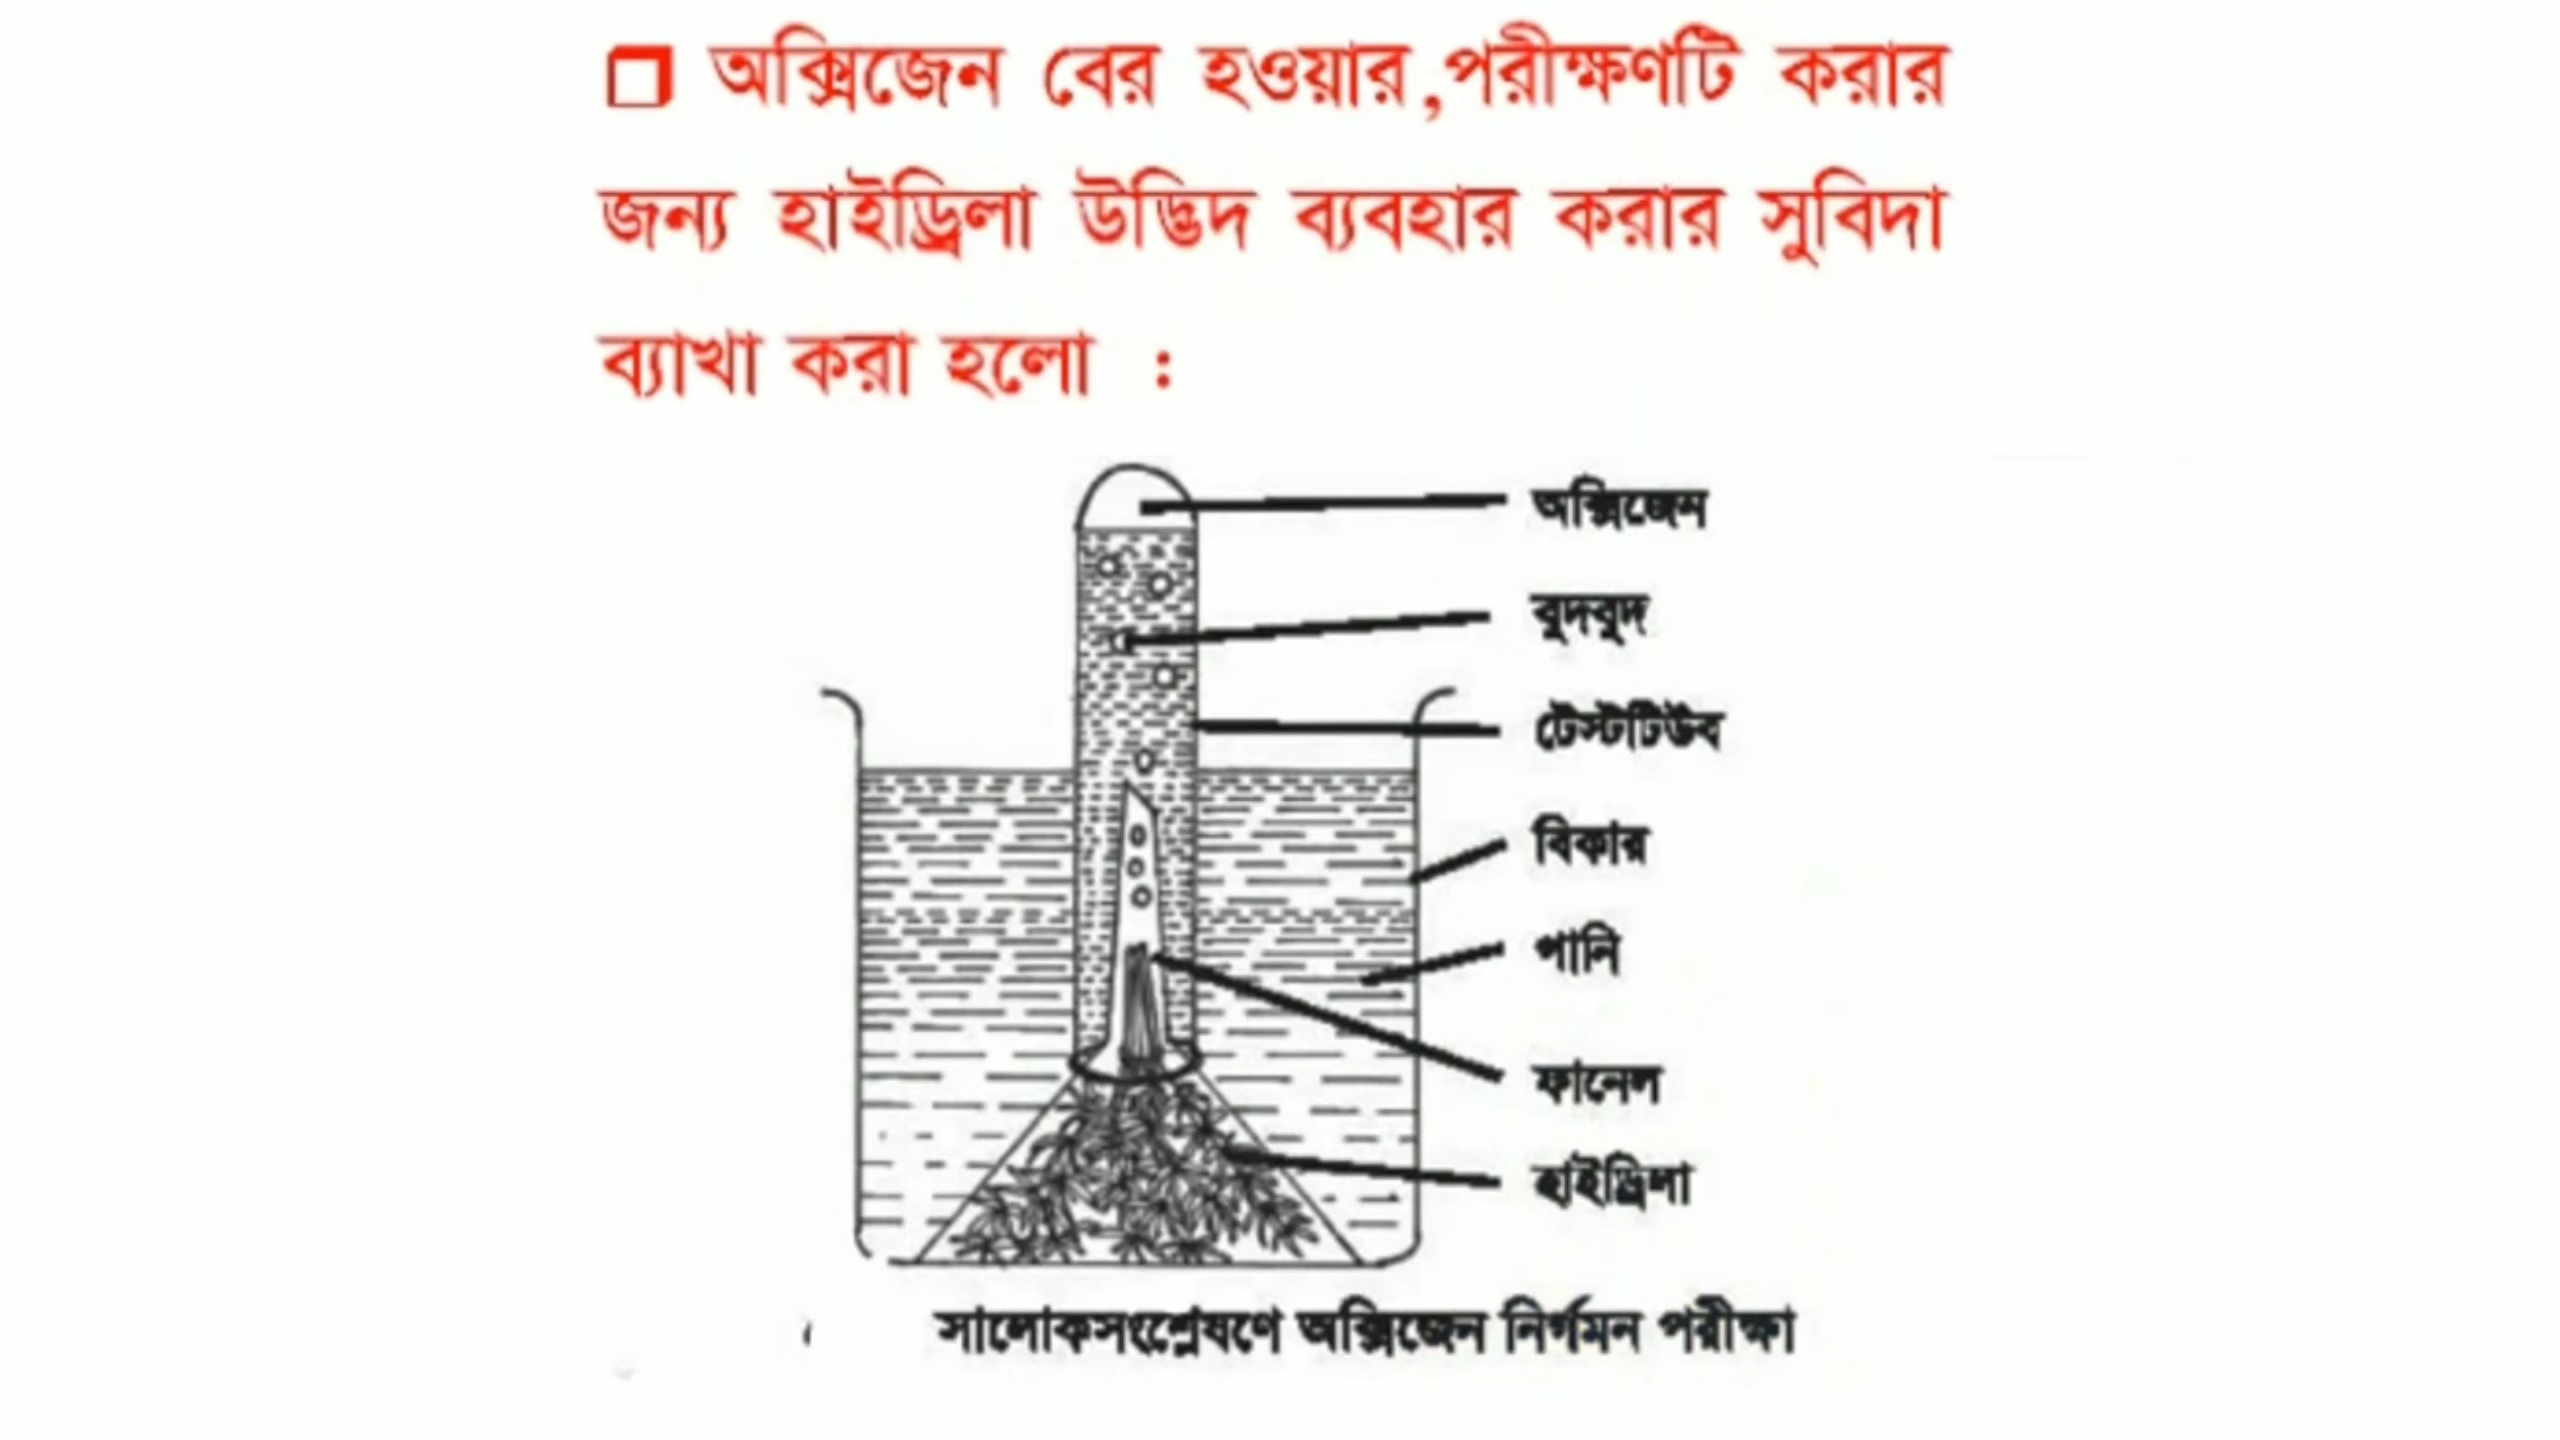 ❒ অক্সিজেন বের হওয়ার,পরীক্ষণটি করার
জন্য হাইড্রিলা উদ্ভিদ ব্যবহার করার সুবিদা
ব্যাখা করা হলো :
অক্সিজেন
বুদবুদ
টেস্টটিউব
বিকার
পানি
ফানেল
হাইড্রিলা
সালোকসংশ্লেষণে অক্সিজেন নির্গমন পরীক্ষা